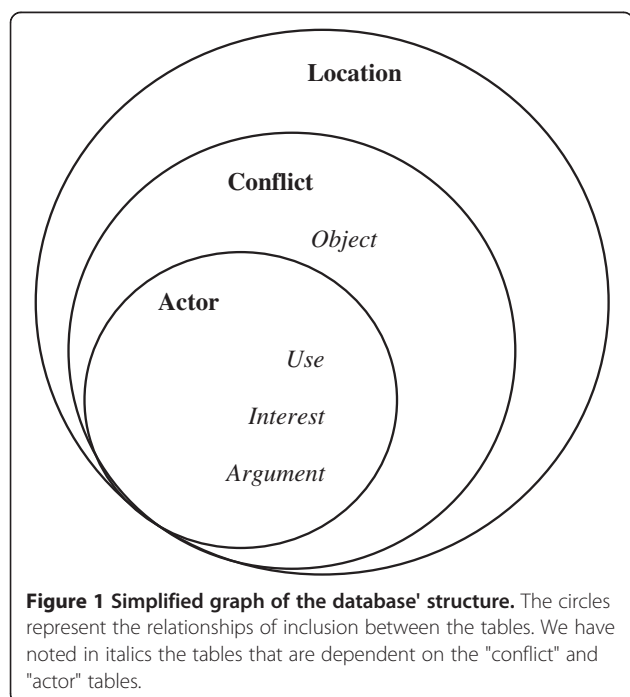 Location
Conflict
Object
Actor
Use
Interest
Argument
Figure 1 Simplified graph of the database' structure. The circles
represent the relationships of inclusion between the tables. We have
noted in italics the tables that are dependent on the "conflict" and
"actor" tables.